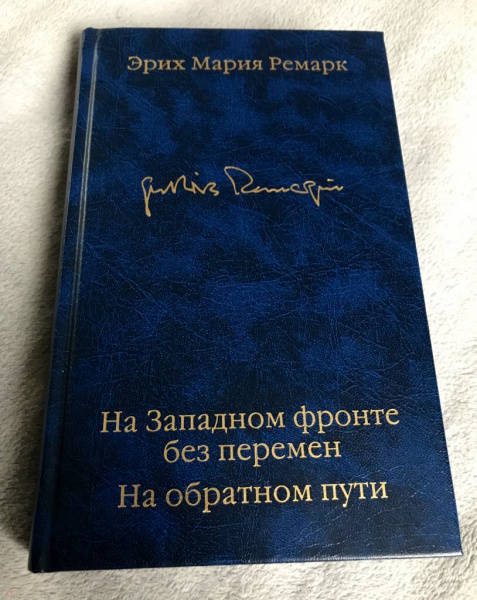 Эрих Мария Ремарк
На Западном фронте
без перемен
На обратном пути